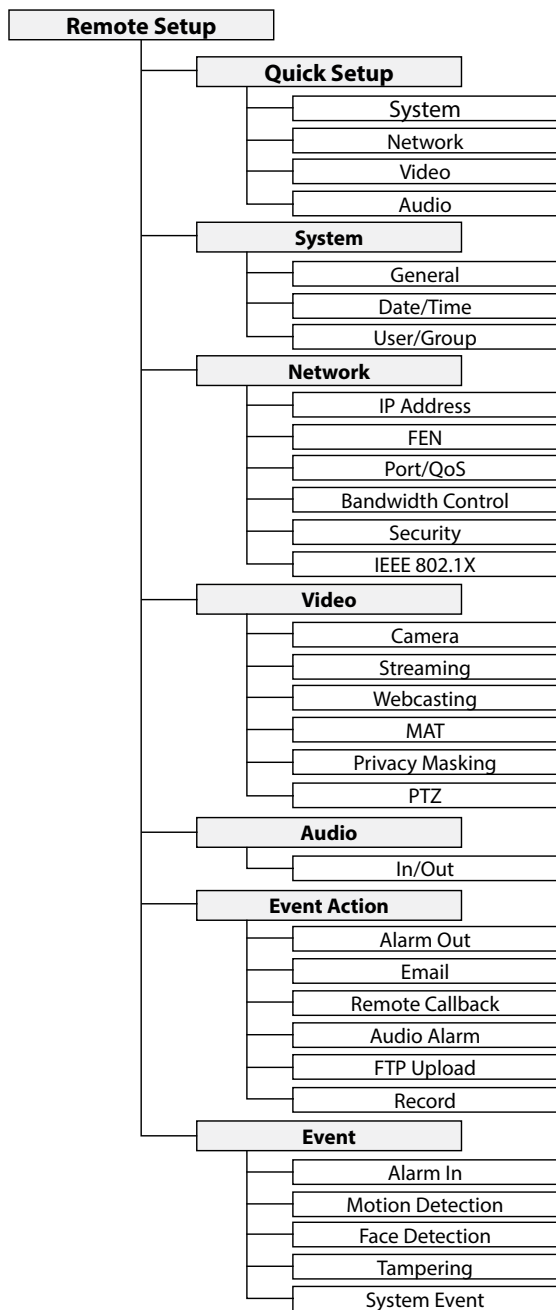 Remote Setup
Quick Setup
System
Network
Video
Audio
System
General
Date/Time
User/Group
Network
IP Address
FEN
Port/QoS
Bandwidth Control
Security
IEEE 802.1X
Video
Camera
Streaming
Webcasting
MAT
Privacy Masking
PTZ
Audio
In/Out
Event Action
Alarm Out
Email
Remote Callback
Audio Alarm
FTP Upload
Record
Event
Alarm In
Motion Detection
Face Detection
Tampering
System Event